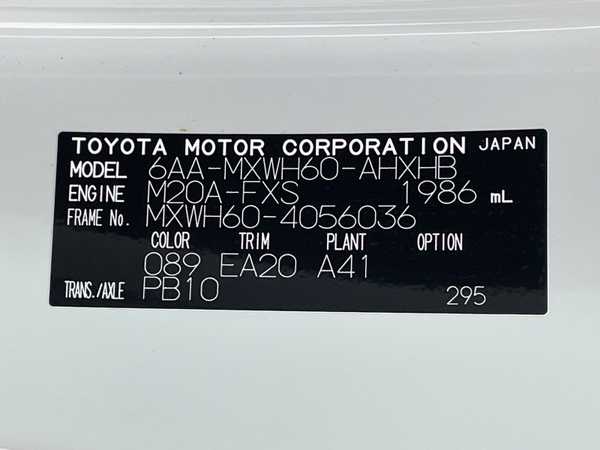 TOYOTA MOTOR CORPORATION JAPAN
MODEL 6AA-MXWH60-AHXHB
ENGINE M20A-FXS 1986 mL
FRAME No. MXWH60-4056036
COLOR TRIM PLANT OPTION
089 EA20 A41
TRANS./AXLE PB10 295